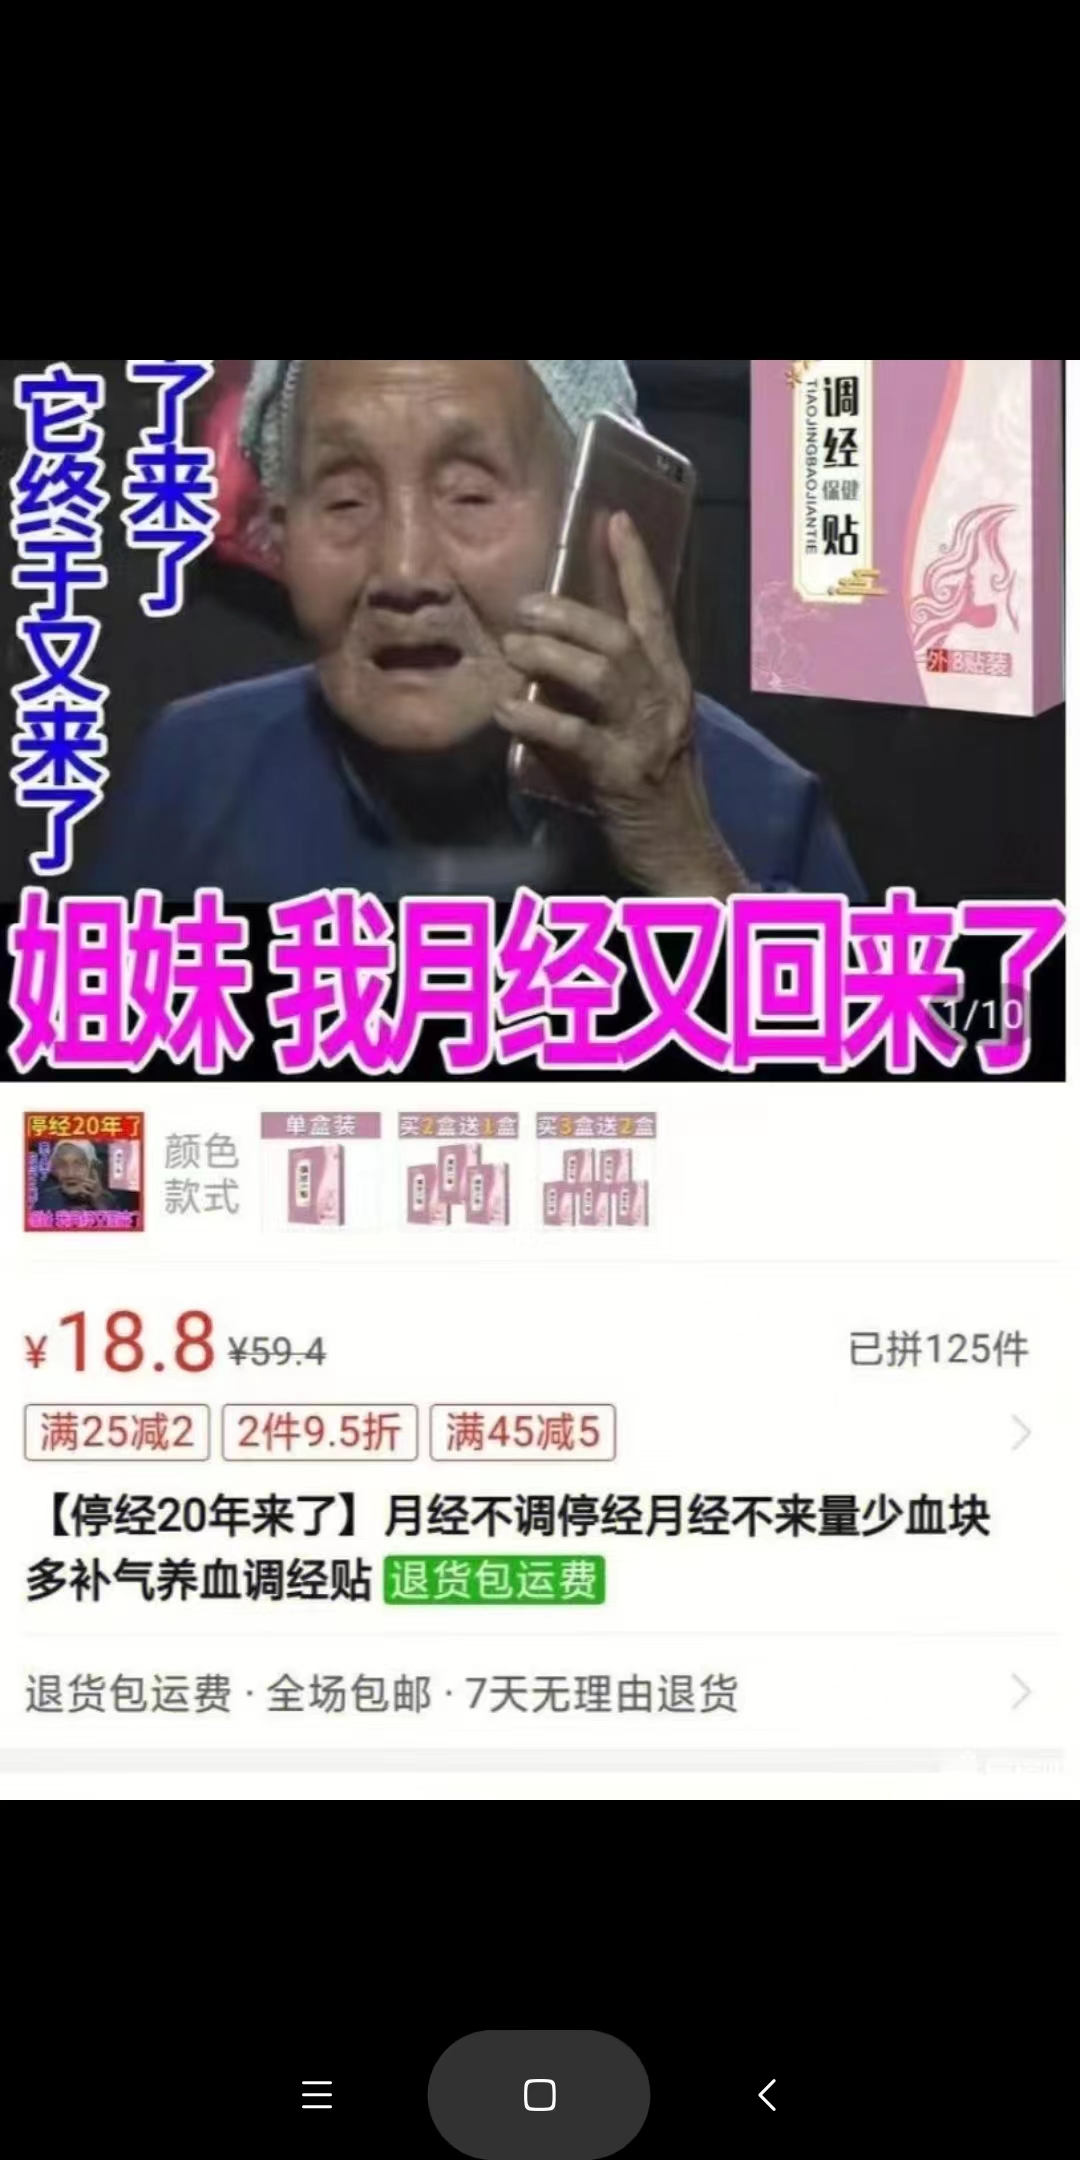 了来了
它终于又来了
调经保健贴
TIAOJINGBAOJIANTIE
外 8贴装
姐妹 我月经又回来了
1/10
停经20年了
颜色
款式
单盒装
买2盒送1盒
买3盒送2盒
¥18.8 ¥59.4 已拼125件
满25减2 2件9.5折 满45减5
【停经20年来了】月经不调停经月经不来量少血块
多补气养血调经贴 退货包运费
退货包运费 · 全场包邮 · 7天无理由退货